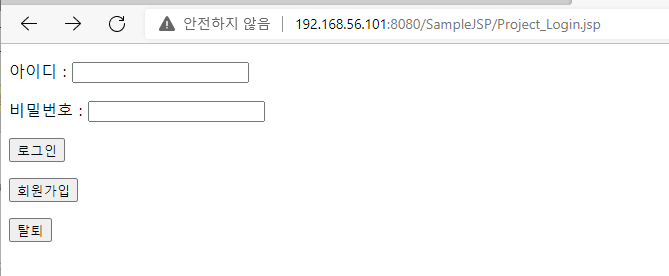 안전하지 않음 | 192.168.56.101:8080/SampleJSP/Project_Login.jsp
아이디 :
비밀번호 :
로그인
회원가입
탈퇴